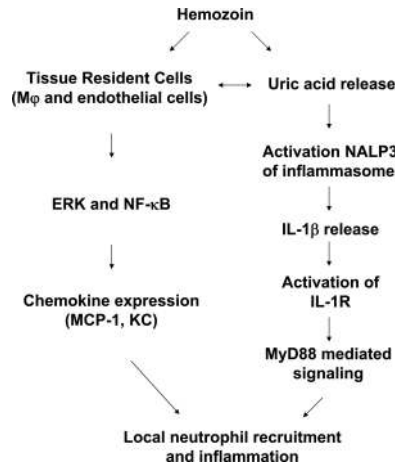 Hemozoin
Tissue Resident Cells
(Mφ and endothelial cells)
Uric acid release
Activation NALP3
of inflammasome
ERK and NF-κB
IL-1β release
Chemokine expression
(MCP-1, KC)
Activation of
IL-1R
MyD88 mediated
signaling
Local neutrophil recruitment
and inflammation